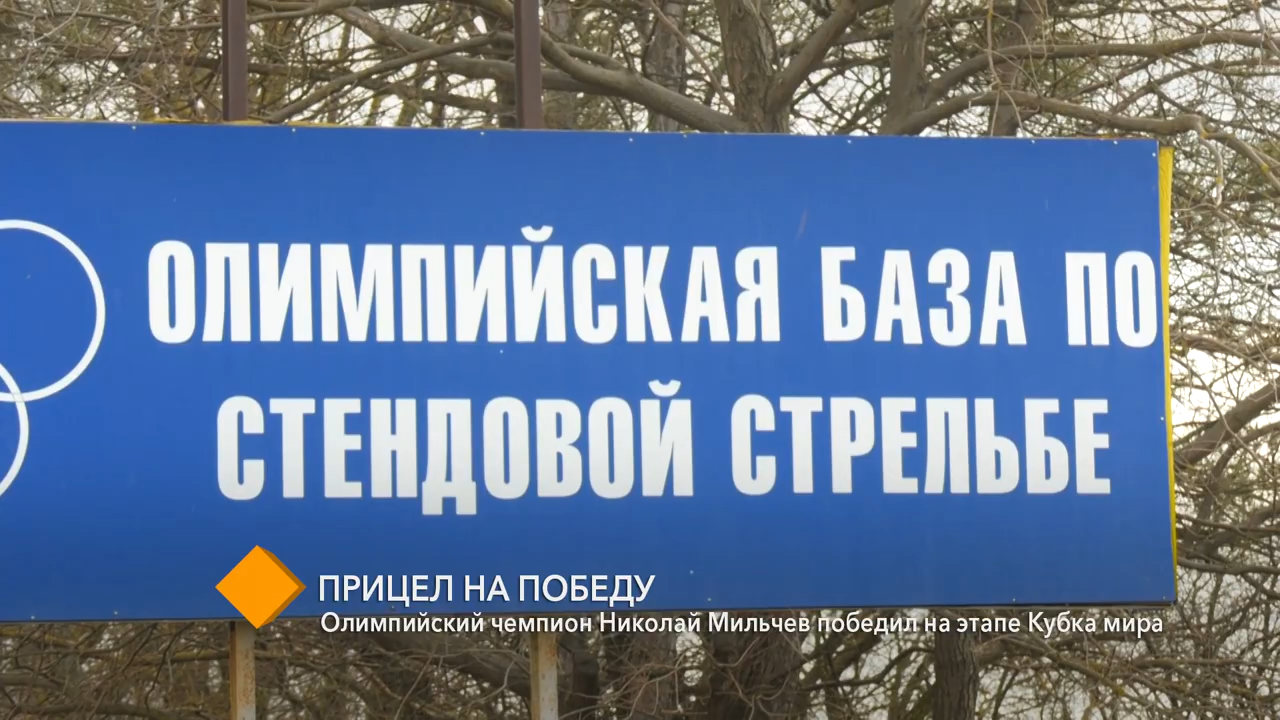 ОЛИМПИЙСКАЯ БАЗА ПО
СТЕНДОВОЙ СТРЕЛЬБЕ
ПРИЦЕЛ НА ПОБЕДУ
Олимпийский чемпион Николай Мильчев победил на этапе Кубка мира